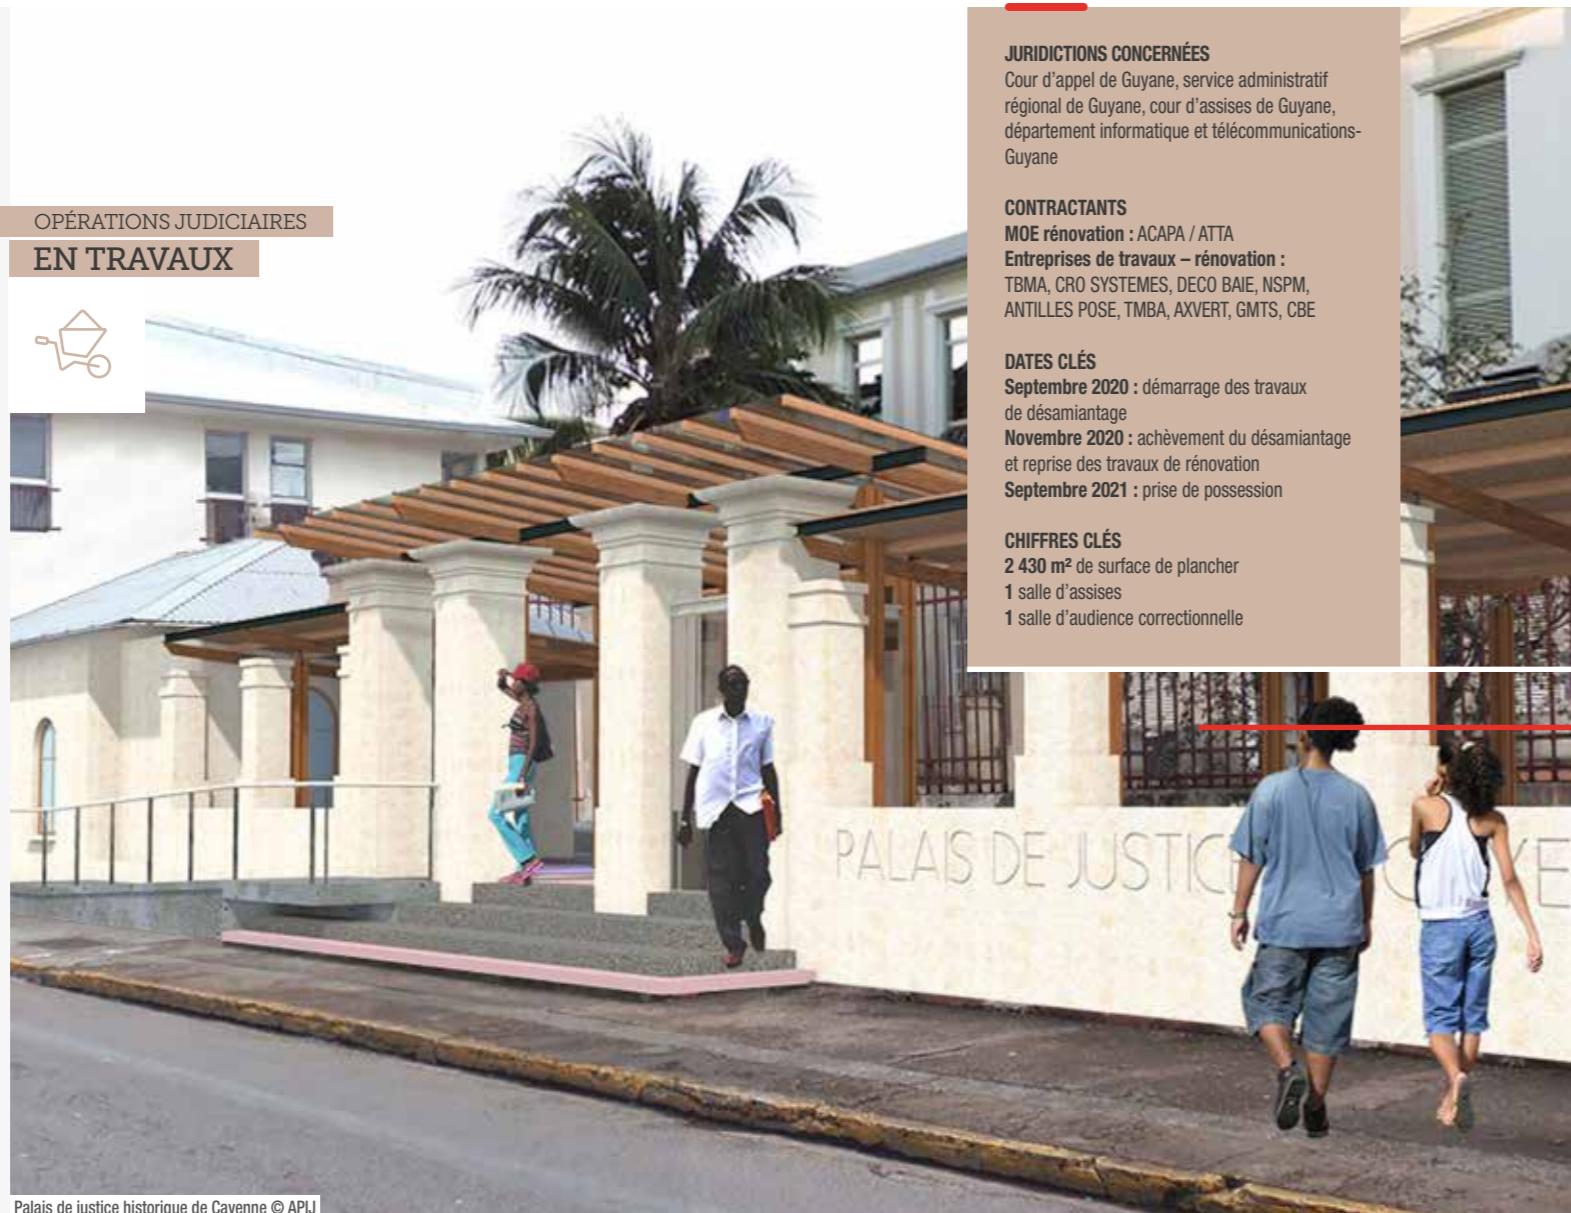 OPÉRATIONS JUDICIAIRES
EN TRAVAUX
JURIDICTIONS CONCERNÉES
Cour d'appel de Guyane, service administratif
régional de Guyane, cour d'assises de Guyane,
département informatique et télécommunications-
Guyane
CONTRACTANTS
MOE rénovation : ACAPA / ATTA
Entreprises de travaux – rénovation :
TBMA, CRO SYSTEMES, DECO BAIE, NSPM,
ANTILLES POSE, TMBA, AXVERT, GMTS, CBE
DATES CLÉS
Septembre 2020 : démarrage des travaux
de désamiantage
Novembre 2020 : achèvement du désamiantage
et reprise des travaux de rénovation
Septembre 2021 : prise de possession
CHIFFRES CLÉS
2 430 m² de surface de plancher
1 salle d'assises
1 salle d'audience correctionnelle
PALAIS DE JUSTIC
Palais de justice historique de Cayenne © APIJ